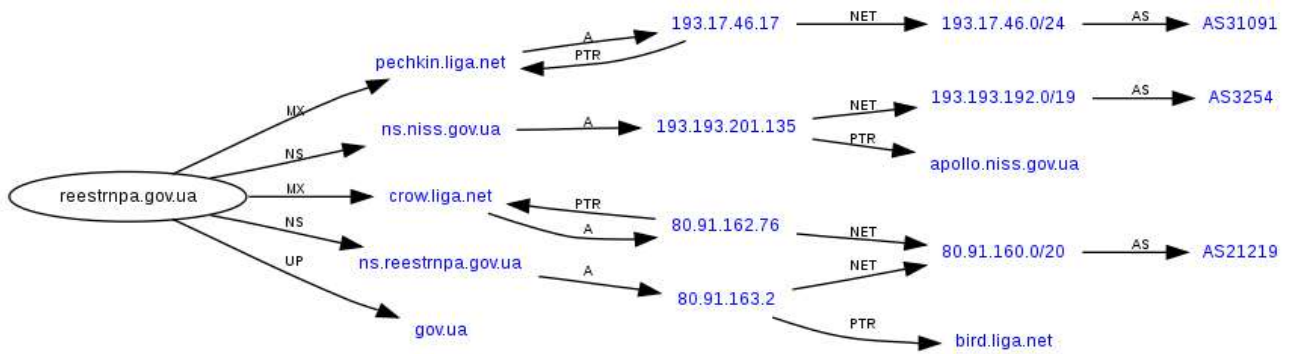 193.17.46.17
NET
193.17.46.0/24
AS
AS31091
A
pechkin.liga.net
PTR
MX
ns.niss.gov.ua
A
193.193.201.135
NET
193.193.192.0/19
AS
AS3254
PTR
apollo.niss.gov.ua
NS
reestrnpa.gov.ua
MX
crow.liga.net
PTR
A
80.91.162.76
NET
80.91.160.0/20
AS
AS21219
NS
ns.reestrnpa.gov.ua
A
80.91.163.2
NET
PTR
bird.liga.net
UP
gov.ua